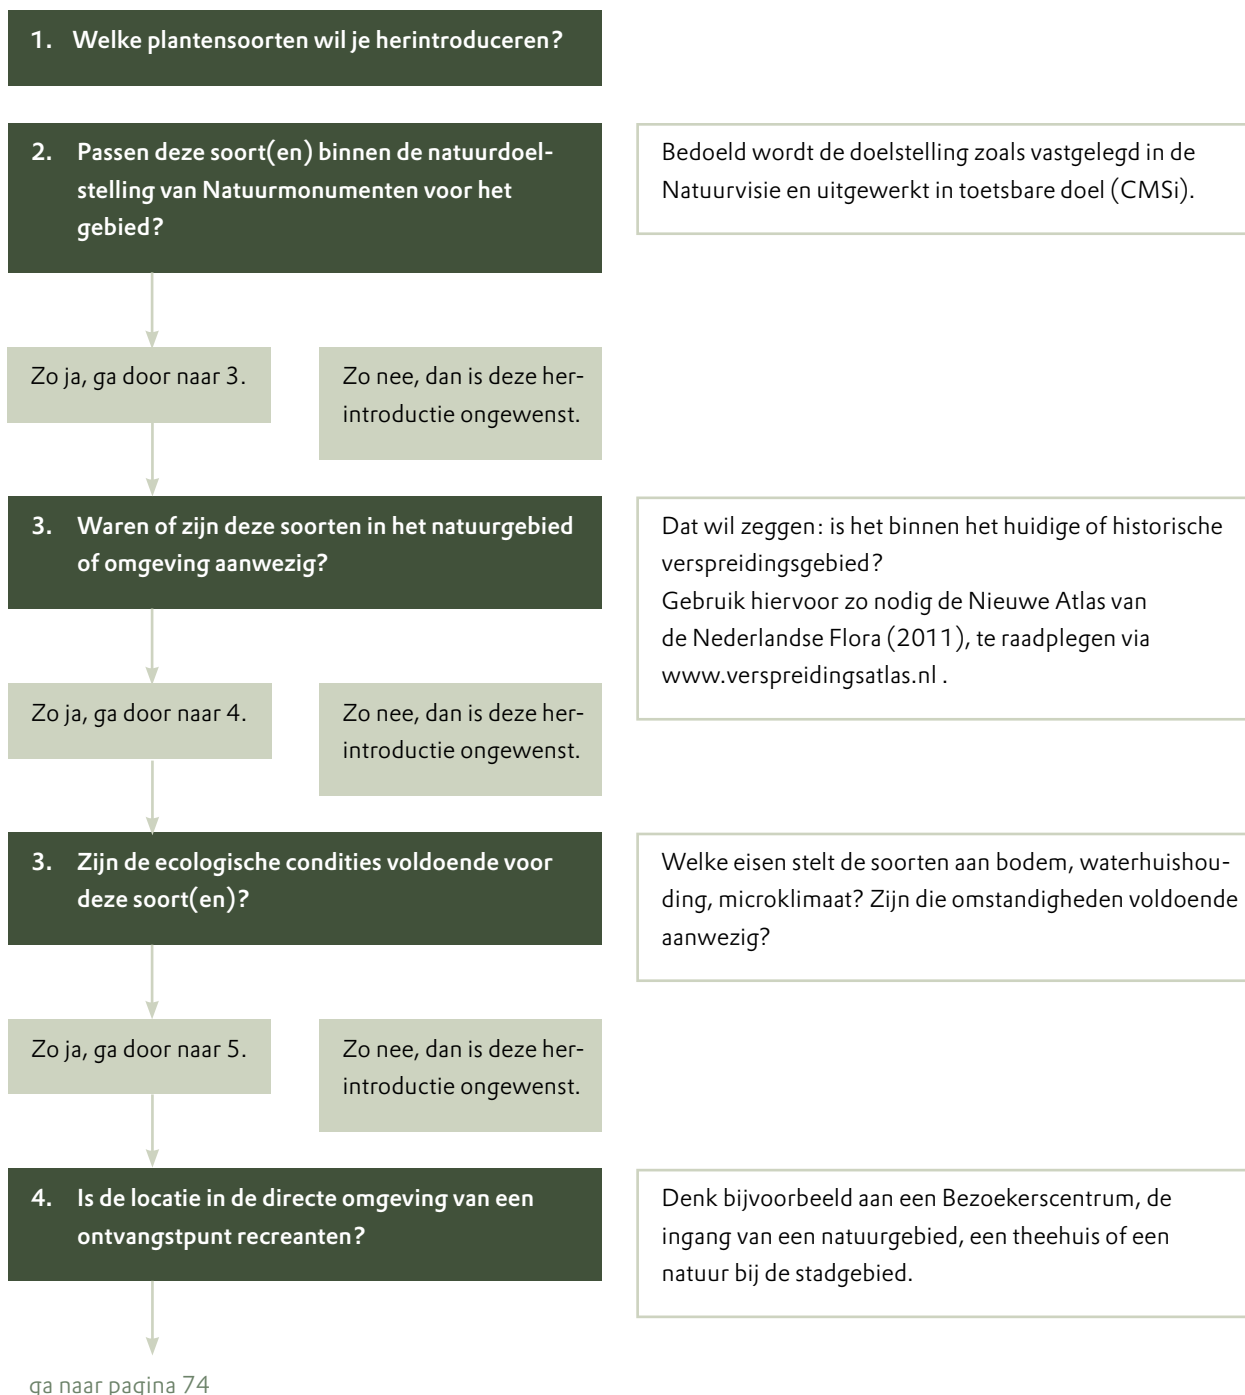 1. Welke plantensoorten wil je herintroduceren?
2. Passen deze soort(en) binnen de natuurdoel-
stelling van Natuurmonumenten voor het
gebied?
Bedoeld wordt de doelstelling zoals vastgelegd in de
Natuurvisie en uitgewerkt in toetsbare doel (CMSi).
Zo ja, ga door naar 3.
Zo nee, dan is deze her-
introductie ongewenst.
3. Waren of zijn deze soorten in het natuurgebied
of omgeving aanwezig?
Dat wil zeggen: is het binnen het huidige of historische
verspreidingsgebied?
Gebruik hiervoor zo nodig de Nieuwe Atlas van
de Nederlandse Flora (2011), te raadplegen via
www.verspreidingsatlas.nl .
Zo ja, ga door naar 4.
Zo nee, dan is deze her-
introductie ongewenst.
3. Zijn de ecologische condities voldoende voor
deze soort(en)?
Welke eisen stelt de soorten aan bodem, waterhuishou-
ding, microklimaat? Zijn die omstandigheden voldoende
aanwezig?
Zo ja, ga door naar 5.
Zo nee, dan is deze her-
introductie ongewenst.
4. Is de locatie in de directe omgeving van een
ontvangstpunt recreanten?
Denk bijvoorbeeld aan een Bezoekerscentrum, de
ingang van een natuurgebied, een theehuis of een
natuur bij de stadgebied.
ga naar pagina 74